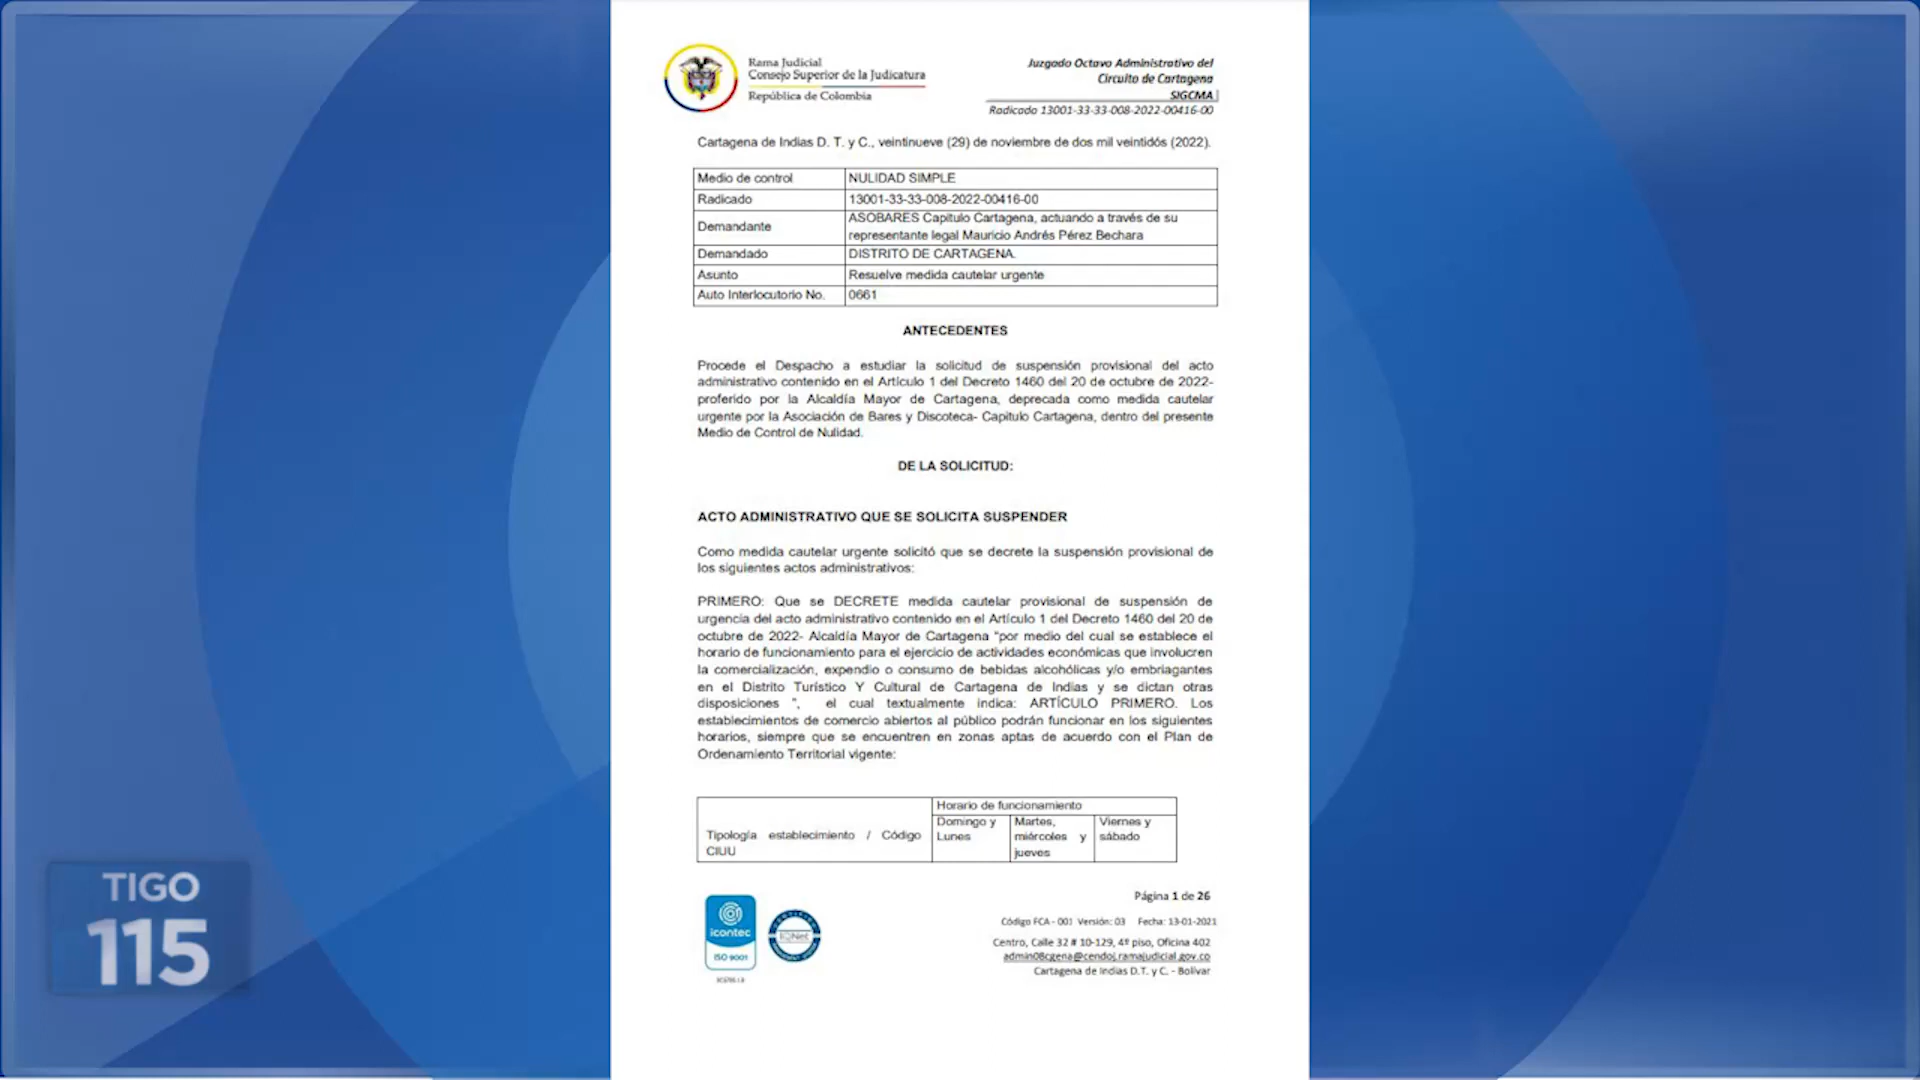 Rama Judicial
Consejo Superior de la Judicatura
República de Colombia
Juzgado Octavo Administrativo del
Circuito de Cartagena
SIGCMA
Radicado 13001-33-33-008-2022-00416-00
Cartagena de Indias D. T. y C., veintinueve (29) de noviembre de dos mil veintidós (2022).
Medio de control NULIDAD SIMPLE
Radicado 13001-33-33-008-2022-00416-00
Demandante ASOBARES Capitulo Cartagena, actuando a través de su
representante legal Mauricio Andrés Pérez Bechara
Demandado DISTRITO DE CARTAGENA.
Asunto Resuelve medida cautelar urgente
Auto Interlocutorio No. 0661
ANTECEDENTES
Procede el Despacho a estudiar la solicitud de suspensión provisional del acto
administrativo contenido en el Artículo 1 del Decreto 1460 del 20 de octubre de 2022-
proferido por la Alcaldía Mayor de Cartagena, deprecada como medida cautelar
urgente por la Asociación de Bares y Discoteca- Capitulo Cartagena, dentro del presente
Medio de Control de Nulidad.
DE LA SOLICITUD:
ACTO ADMINISTRATIVO QUE SE SOLICITA SUSPENDER
Como medida cautelar urgente solicitó que se decrete la suspensión provisional de
los siguientes actos administrativos:
PRIMERO: Que se DECRETE medida cautelar provisional de suspensión de
urgencia del acto administrativo contenido en el Artículo 1 del Decreto 1460 del 20 de
octubre de 2022- Alcaldía Mayor de Cartagena “por medio del cual se establece el
horario de funcionamiento para el ejercicio de actividades económicas que involucren
la comercialización, expendio o consumo de bebidas alcohólicas y/o embriagantes
en el Distrito Turístico Y Cultural de Cartagena de Indias y se dictan otras
disposiciones ”, el cual textualmente indica: ARTÍCULO PRIMERO. Los
establecimientos de comercio abiertos al público podrán funcionar en los siguientes
horarios, siempre que se encuentren en zonas aptas de acuerdo con el Plan de
Ordenamiento Territorial vigente:
Horario de funcionamiento
Tipología establecimiento / Código
CIUU
Domingo y
Lunes
Martes,
miércoles y
jueves
Viernes y
sábado
TIGO
115
icontec
ISO 9001
IQNet
Página 1 de 26
Código FCA - 001 Versión: 03 Fecha: 13-01-2021
Centro, Calle 32 # 10-129, 4º piso, Oficina 402
admin08cgena@cendoj.ramajudicial.gov.co
Cartagena de Indias D.T. y C. - Bolívar